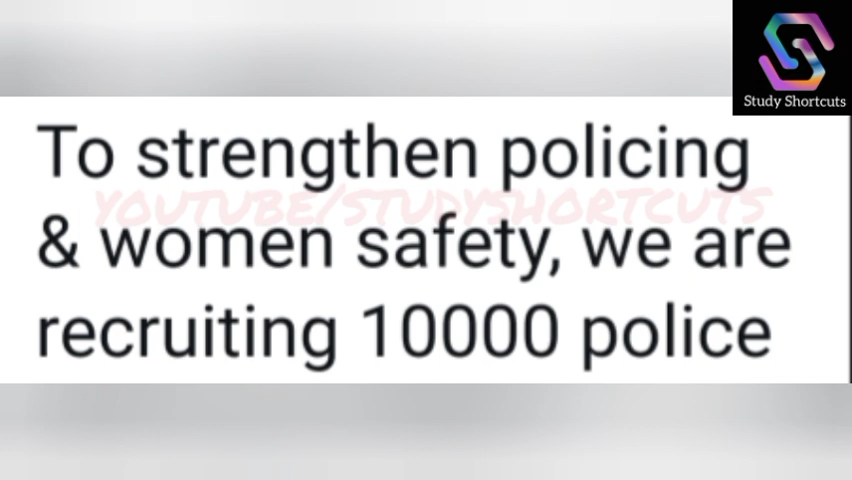 Study Shortcuts
To strengthen policing
YOUTUBE/STUDYSHORTCUTS
& women safety, we are
recruiting 10000 police